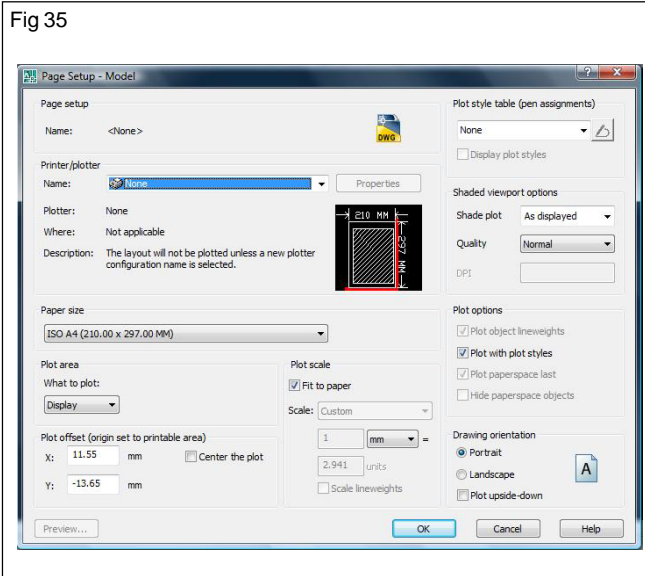 Fig 35
Page Setup - Model
Page setup
Name: <None>
DWG
Printer/plotter
Name: None
Properties
Plotter: None
Where: Not applicable
Description: The layout will not be plotted unless a new plotter
configuration name is selected.
210 MM
297 MM
Paper size
ISO A4 (210.00 x 297.00 MM)
Plot area
What to plot:
Display
Plot offset (origin set to printable area)
X: 11.55 mm
Center the plot
Y: -13.65 mm
Plot scale
Fit to paper
Scale: Custom
1 mm =
2.941 units
Scale lineweights
Plot style table (pen assignments)
None
Display plot styles
Shaded viewport options
Shade plot As displayed
Quality Normal
DPI
Plot options
Plot object lineweights
Plot with plot styles
Plot paperspace last
Hide paperspace objects
Drawing orientation
Portrait
Landscape
Plot upside-down
A
Preview...
OK
Cancel
Help